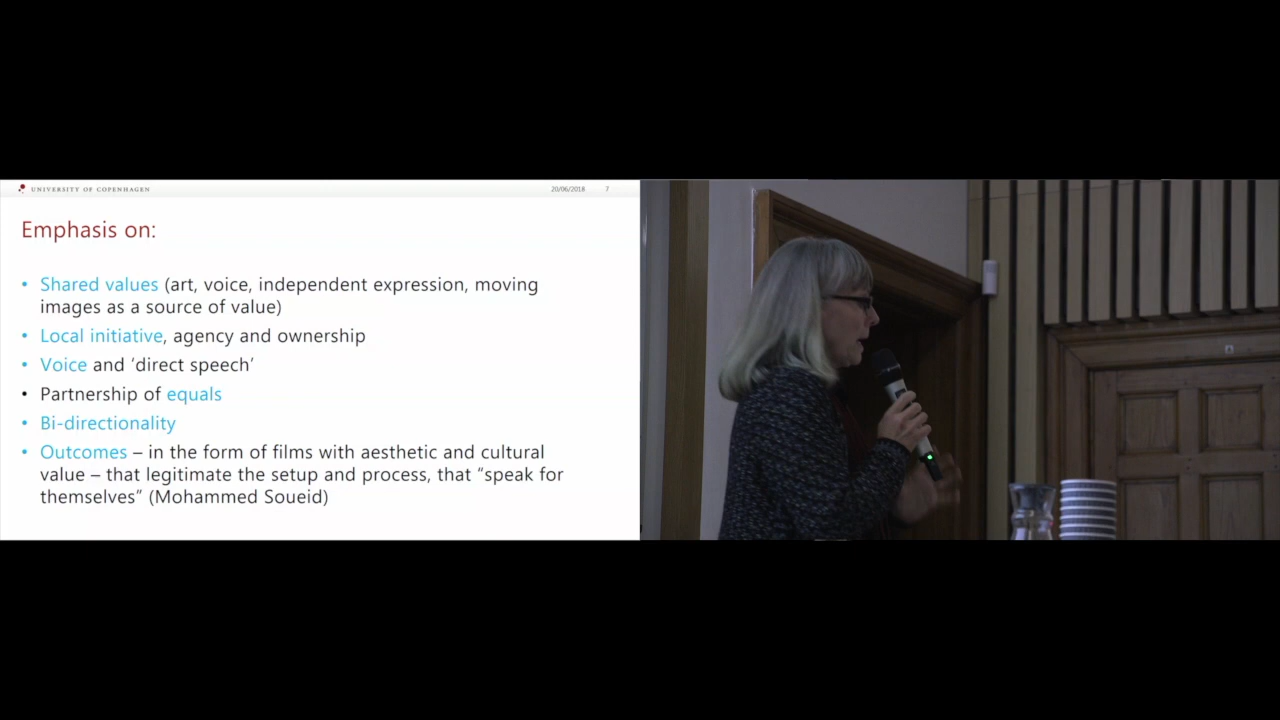 UNIVERSITY OF COPENHAGEN 20/06/2018 7
Emphasis on:
• Shared values (art, voice, independent expression, moving
images as a source of value)
• Local initiative, agency and ownership
• Voice and ‘direct speech’
• Partnership of equals
• Bi-directionality
• Outcomes – in the form of films with aesthetic and cultural
value – that legitimate the setup and process, that “speak for
themselves” (Mohammed Soueid)